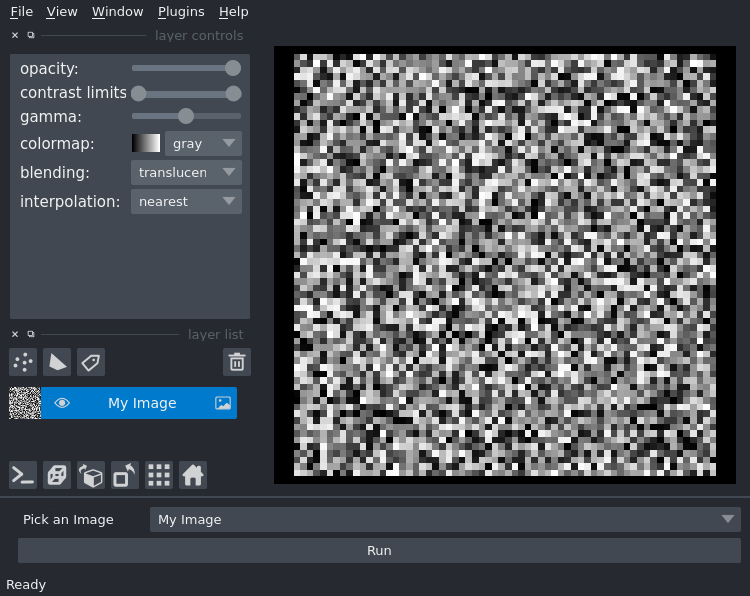 File View Window Plugins Help
layer controls
opacity:
contrast limits
gamma:
colormap: gray
blending: translucen
interpolation: nearest
layer list
My Image
Pick an Image My Image
Run
Ready